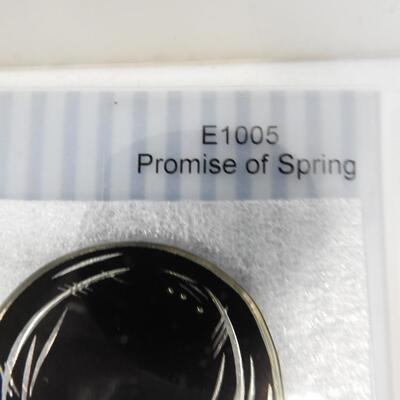 E1005
Promise of Spring